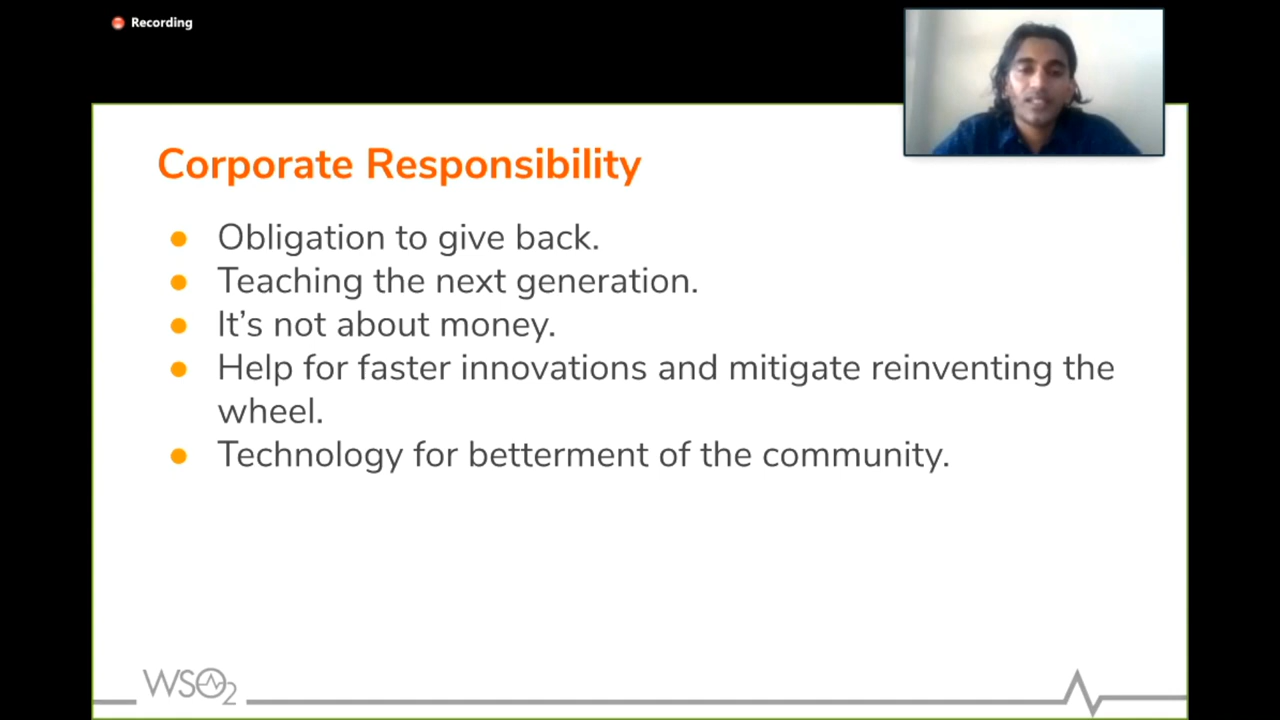 Recording
Corporate Responsibility
● Obligation to give back.
● Teaching the next generation.
● It’s not about money.
● Help for faster innovations and mitigate reinventing the
wheel.
● Technology for betterment of the community.
WSO2